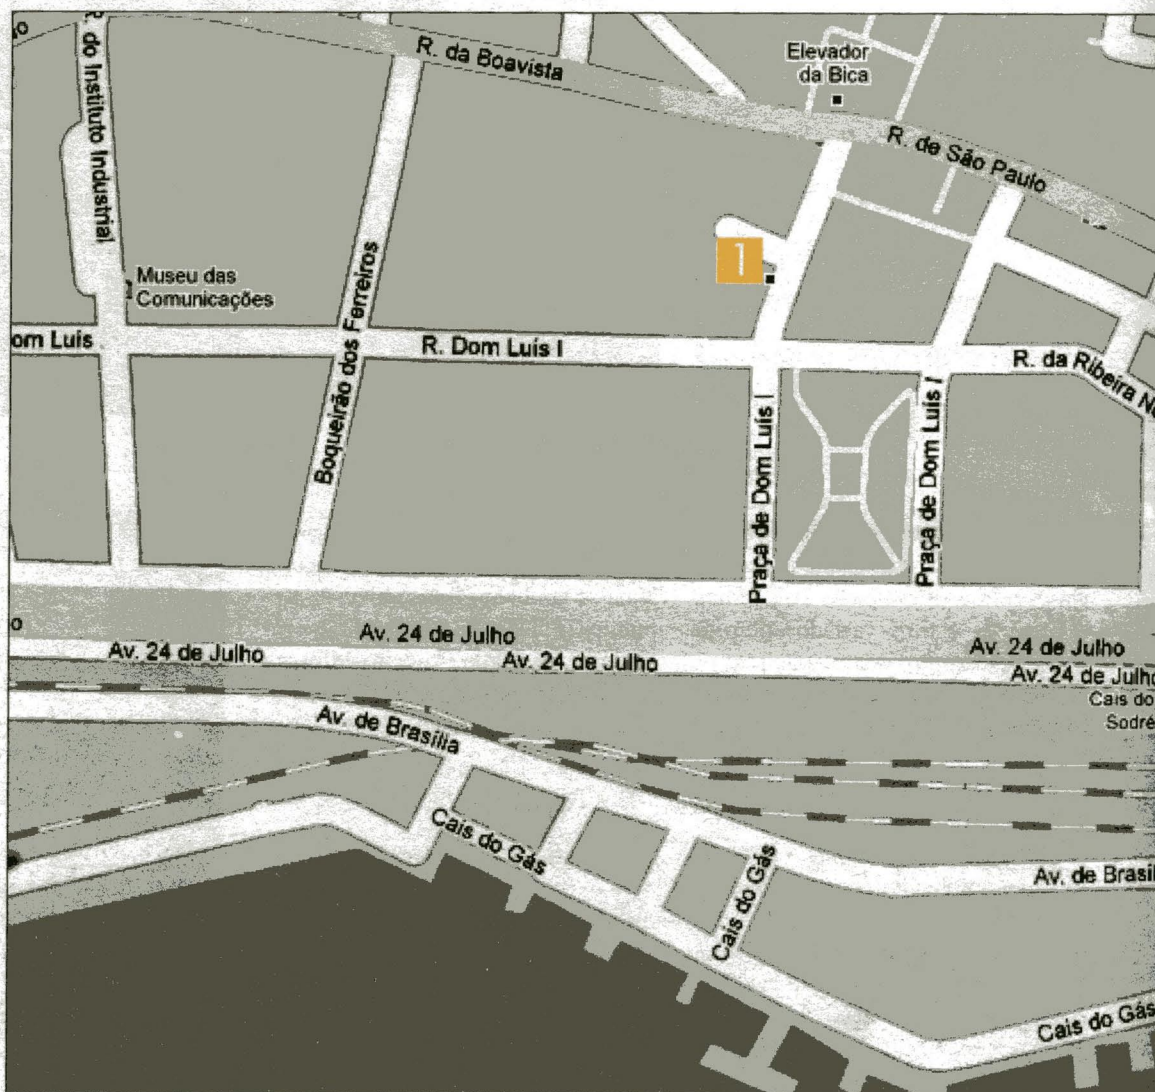 R. do Instituto Industrial
R. da Boavista
Elevador
da Bica
R. de São Paulo
1
Museu das
Comunicações
Boqueirão dos Ferreiros
om Luís
R. Dom Luís I
R. da Ribeira
Praça de Dom Luís I
Praça de Dom Luís I
o
Av. 24 de Julho
Av. 24 de Julho
Av. 24 de Julho
Av. 24 de Julho
Av. 24 de Julho
Cais do
Sodré
Av. de Brasília
Cais do Gás
Cais do Gás
Av. de Brasíl
Cais do Gás